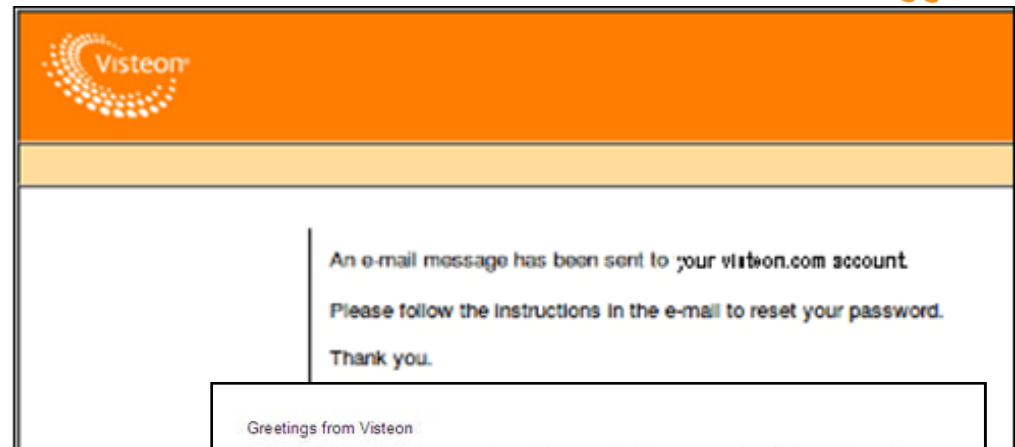 Visteon®
An e-mail message has been sent to your visteon.com account.
Please follow the instructions in the e-mail to reset your password.
Thank you.
Greetings from Visteon